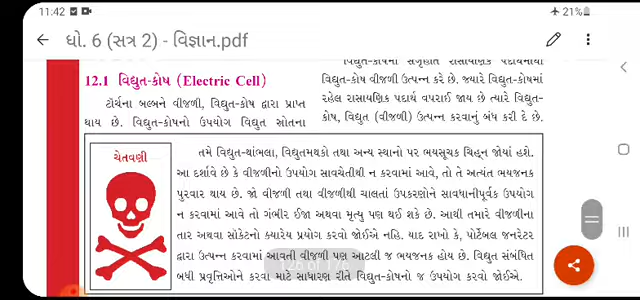 11:42
21%
ધો. 6 (સત્ર 2) - વિજ્ઞાન.pdf
12.1 વિદ્યુત-કોષ (Electric Cell)
ટૉર્ચના બલ્બને વીજળી, વિદ્યુત-કોષ દ્વારા પ્રાપ્ત
થાય છે. વિદ્યુત-કોષનો ઉપયોગ વિદ્યુત સ્રોતના
વિદ્યુત-કોષમાં સંગૃહીત રાસાયણિક પદાર્થનાથી
વિદ્યુત-કોષ વીજળી ઉત્પન્ન કરે છે. જ્યારે વિદ્યુત-કોષમાં
રહેલ રાસાયણિક પદાર્થ વપરાઈ જાય છે ત્યારે વિદ્યુત-
કોષ, વિદ્યુત (વીજળી) ઉત્પન્ન કરવાનું બંધ કરી દે છે.
ચેતવણી
તમે વિદ્યુત-થાંભલા, વિદ્યુતમથકો તથા અન્ય સ્થાનો પર ભયસૂચક ચિહ્ન જોયાં હશે.
આ દર્શાવે છે કે વીજળીનો ઉપયોગ સાવચેતીથી ન કરવામાં આવે, તો તે અત્યંત ભયજનક
પુરવાર થાય છે. જો વીજળી તથા વીજળીથી ચાલતાં ઉપકરણોને સાવધાનીપૂર્વક ઉપયોગ
ન કરવામાં આવે તો ગંભીર ઈજા અથવા મૃત્યુ પણ થઈ શકે છે. આથી તમારે વીજળીના
તાર અથવા સૉકેટનો ક્યારેય પ્રયોગ કરવો જોઈએ નહિ. યાદ રાખો કે, પોર્ટેબલ જનરેટર
દ્વારા ઉત્પન્ન કરવામાં આવતી વીજળી પણ આટલી જ ભયજનક હોય છે. વિદ્યુત સંબંધિત
બધી પ્રવૃત્તિઓને કરવા માટે સાધારણ રીતે વિદ્યુત-કોષનો જ ઉપયોગ કરવો જોઈએ.